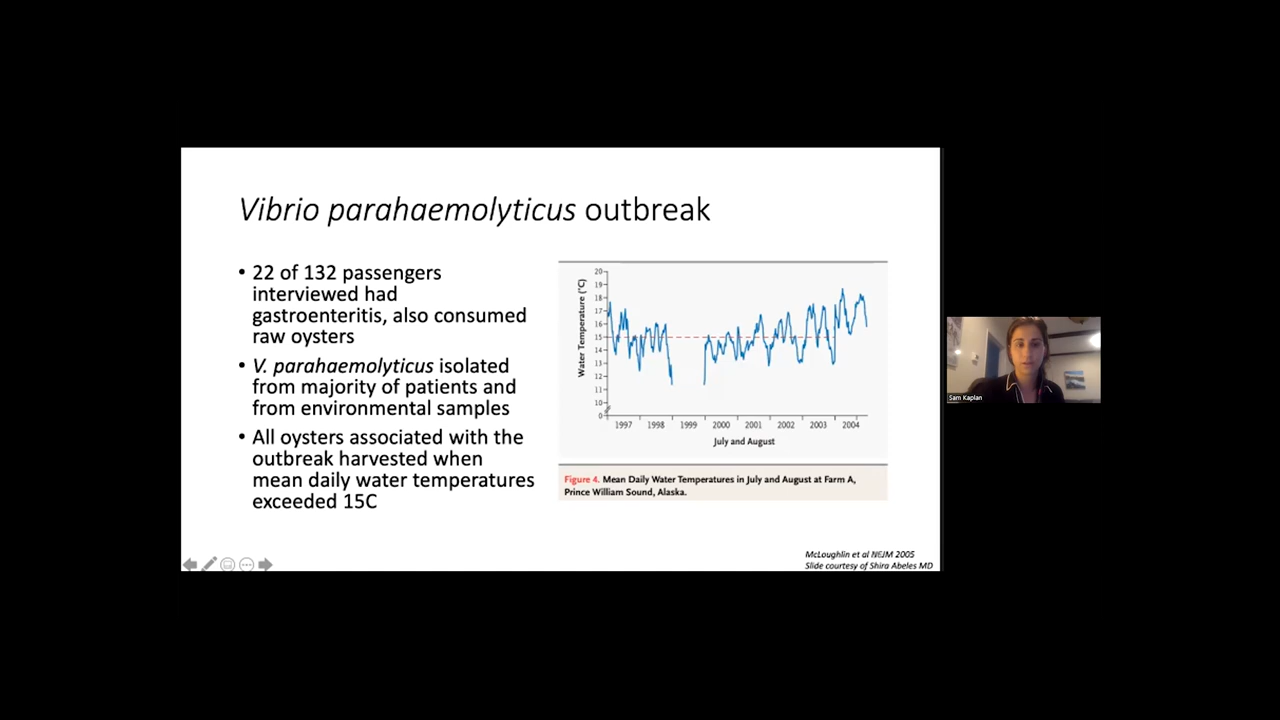 Vibrio parahaemolyticus outbreak
• 22 of 132 passengers
interviewed had
gastroenteritis, also consumed
raw oysters
• V. parahaemolyticus isolated
from majority of patients and
from environmental samples
• All oysters associated with the
outbreak harvested when
mean daily water temperatures
exceeded 15C
Water Temperature (°C)
20
19
18
17
16
15
14
13
12
11
10
0
1997 1998 1999 2000 2001 2002 2003 2004
July and August
Figure 4. Mean Daily Water Temperatures in July and August at Farm A,
Prince William Sound, Alaska.
McLoughlin et al NEJM 2005
Slide courtesy of Shira Abeles MD
Sam Kaplan